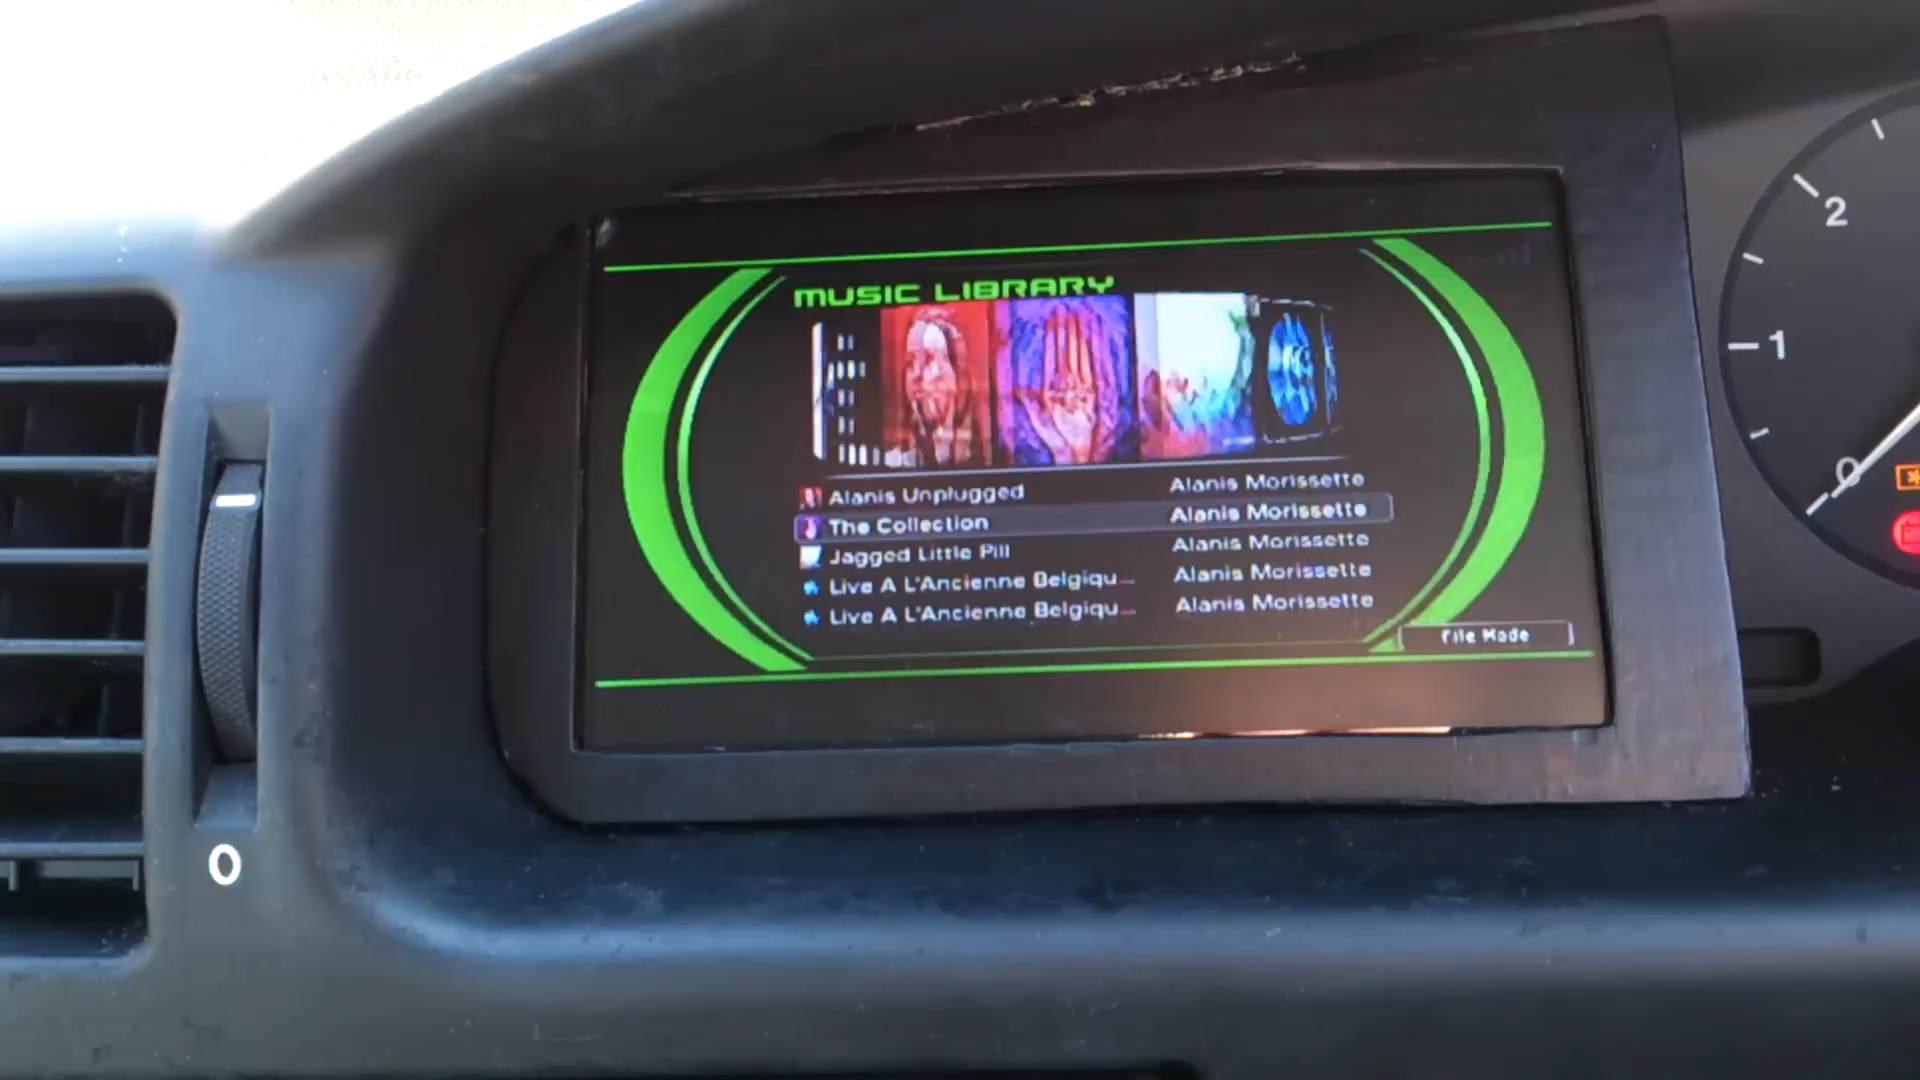 MUSIC LIBRARY
Alanis Unplugged Alanis Morissette
The Collection Alanis Morissette
Jagged Little Pill Alanis Morissette
Live A L'Ancienne Belgiqu... Alanis Morissette
Live A L'Ancienne Belgiqu... Alanis Morissette
File Mode
2
1
0
0